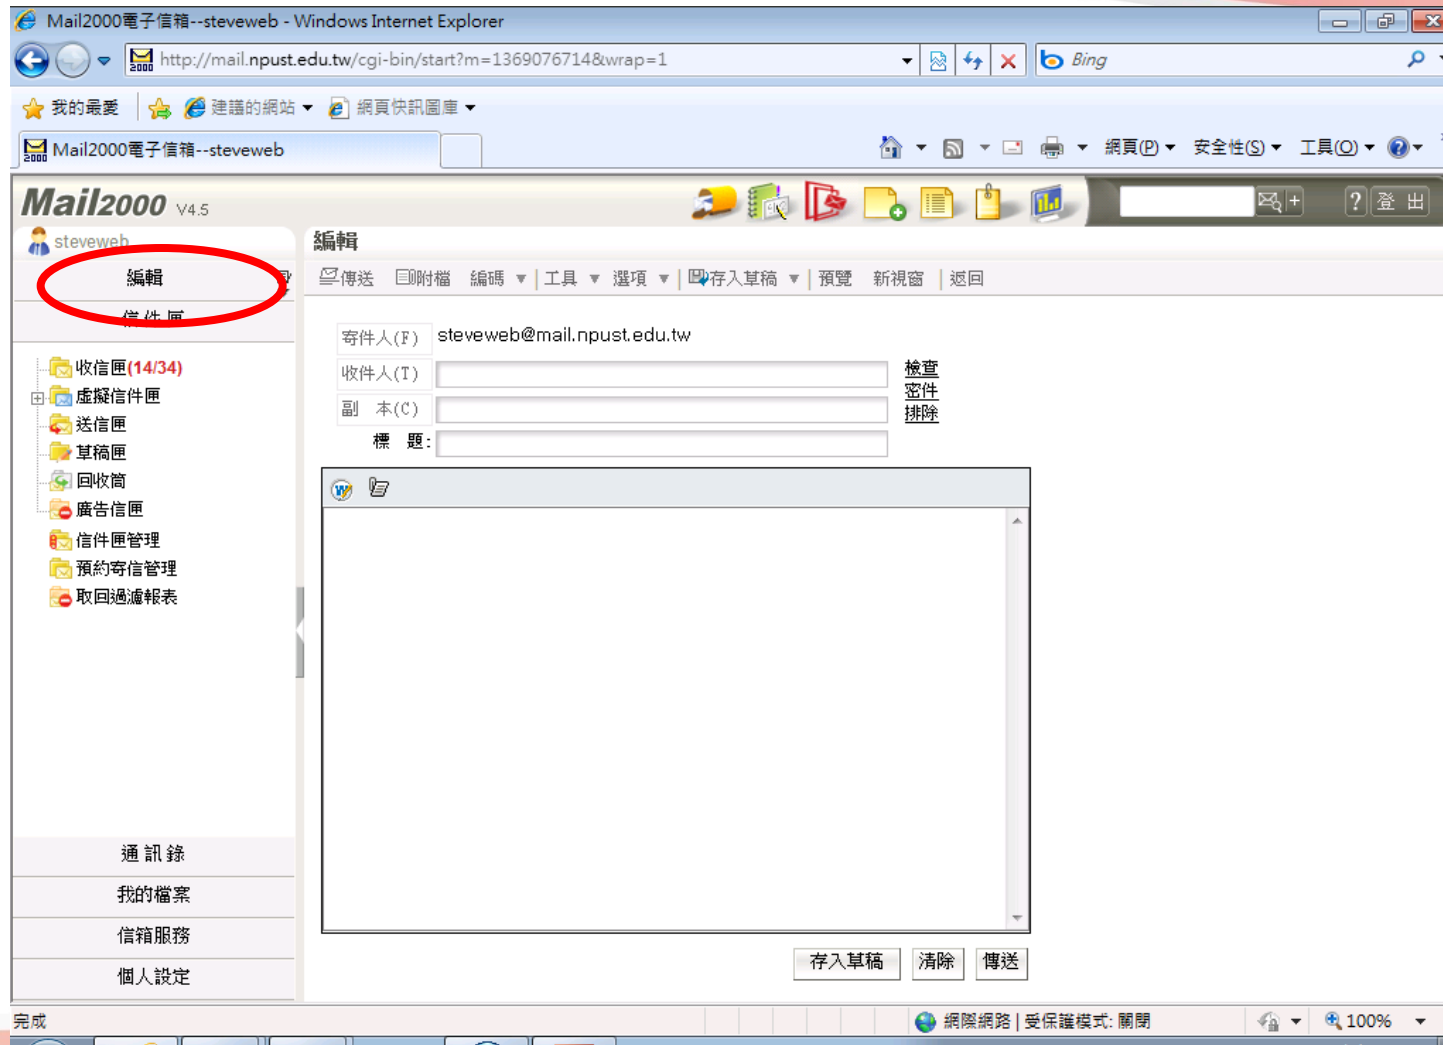 Mail2000電子信箱--steveweb - Windows Internet Explorer
http://mail.npust.edu.tw/cgi-bin/start?m=1369076714&wrap=1
Bing
我的最愛 建議的網站 網頁快訊圖庫
Mail2000電子信箱--steveweb
網頁(P) 安全性(S) 工具(O)
Mail2000 V4.5
? 登出
steveweb
編輯
編輯
傳送 附檔 編碼 工具 選項 存入草稿 預覽 新視窗 返回
信件匣
寄件人(F) steveweb@mail.npust.edu.tw
收件人(T)
檢查
密件
副 本(C)
排除
標 題:
收信匣(14/34)
虛擬信件匣
送信匣
草稿匣
回收筒
廣告信匣
信件匣管理
預約寄信管理
取回過濾報表
通訊錄
我的檔案
信箱服務
個人設定
存入草稿 清除 傳送
完成
網際網路 | 受保護模式: 關閉
100%